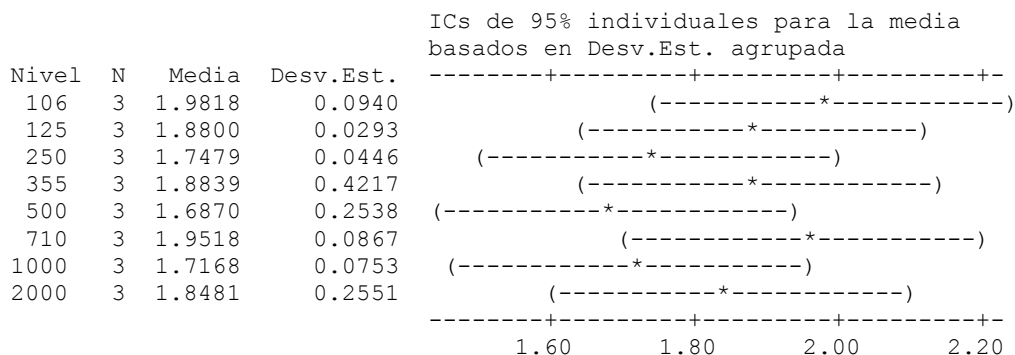 ICs de 95% individuales para la media
                              basados en Desv.Est. agrupada
Nivel  N   Media  Desv.Est.  --------+---------+---------+---------+-
 106   3  1.9818     0.0940                  (-----------*------------)
 125   3  1.8800     0.0293             (-----------*-----------)
 250   3  1.7479     0.0446      (-----------*------------)
 355   3  1.8839     0.4217             (-----------*------------)
 500   3  1.6870     0.2538   (-----------*------------)
 710   3  1.9518     0.0867                (------------*-----------)
1000   3  1.7168     0.0753    (------------*-----------)
2000   3  1.8481     0.2551           (-----------*------------)
                             --------+---------+---------+---------+-
                                   1.60      1.80      2.00      2.20